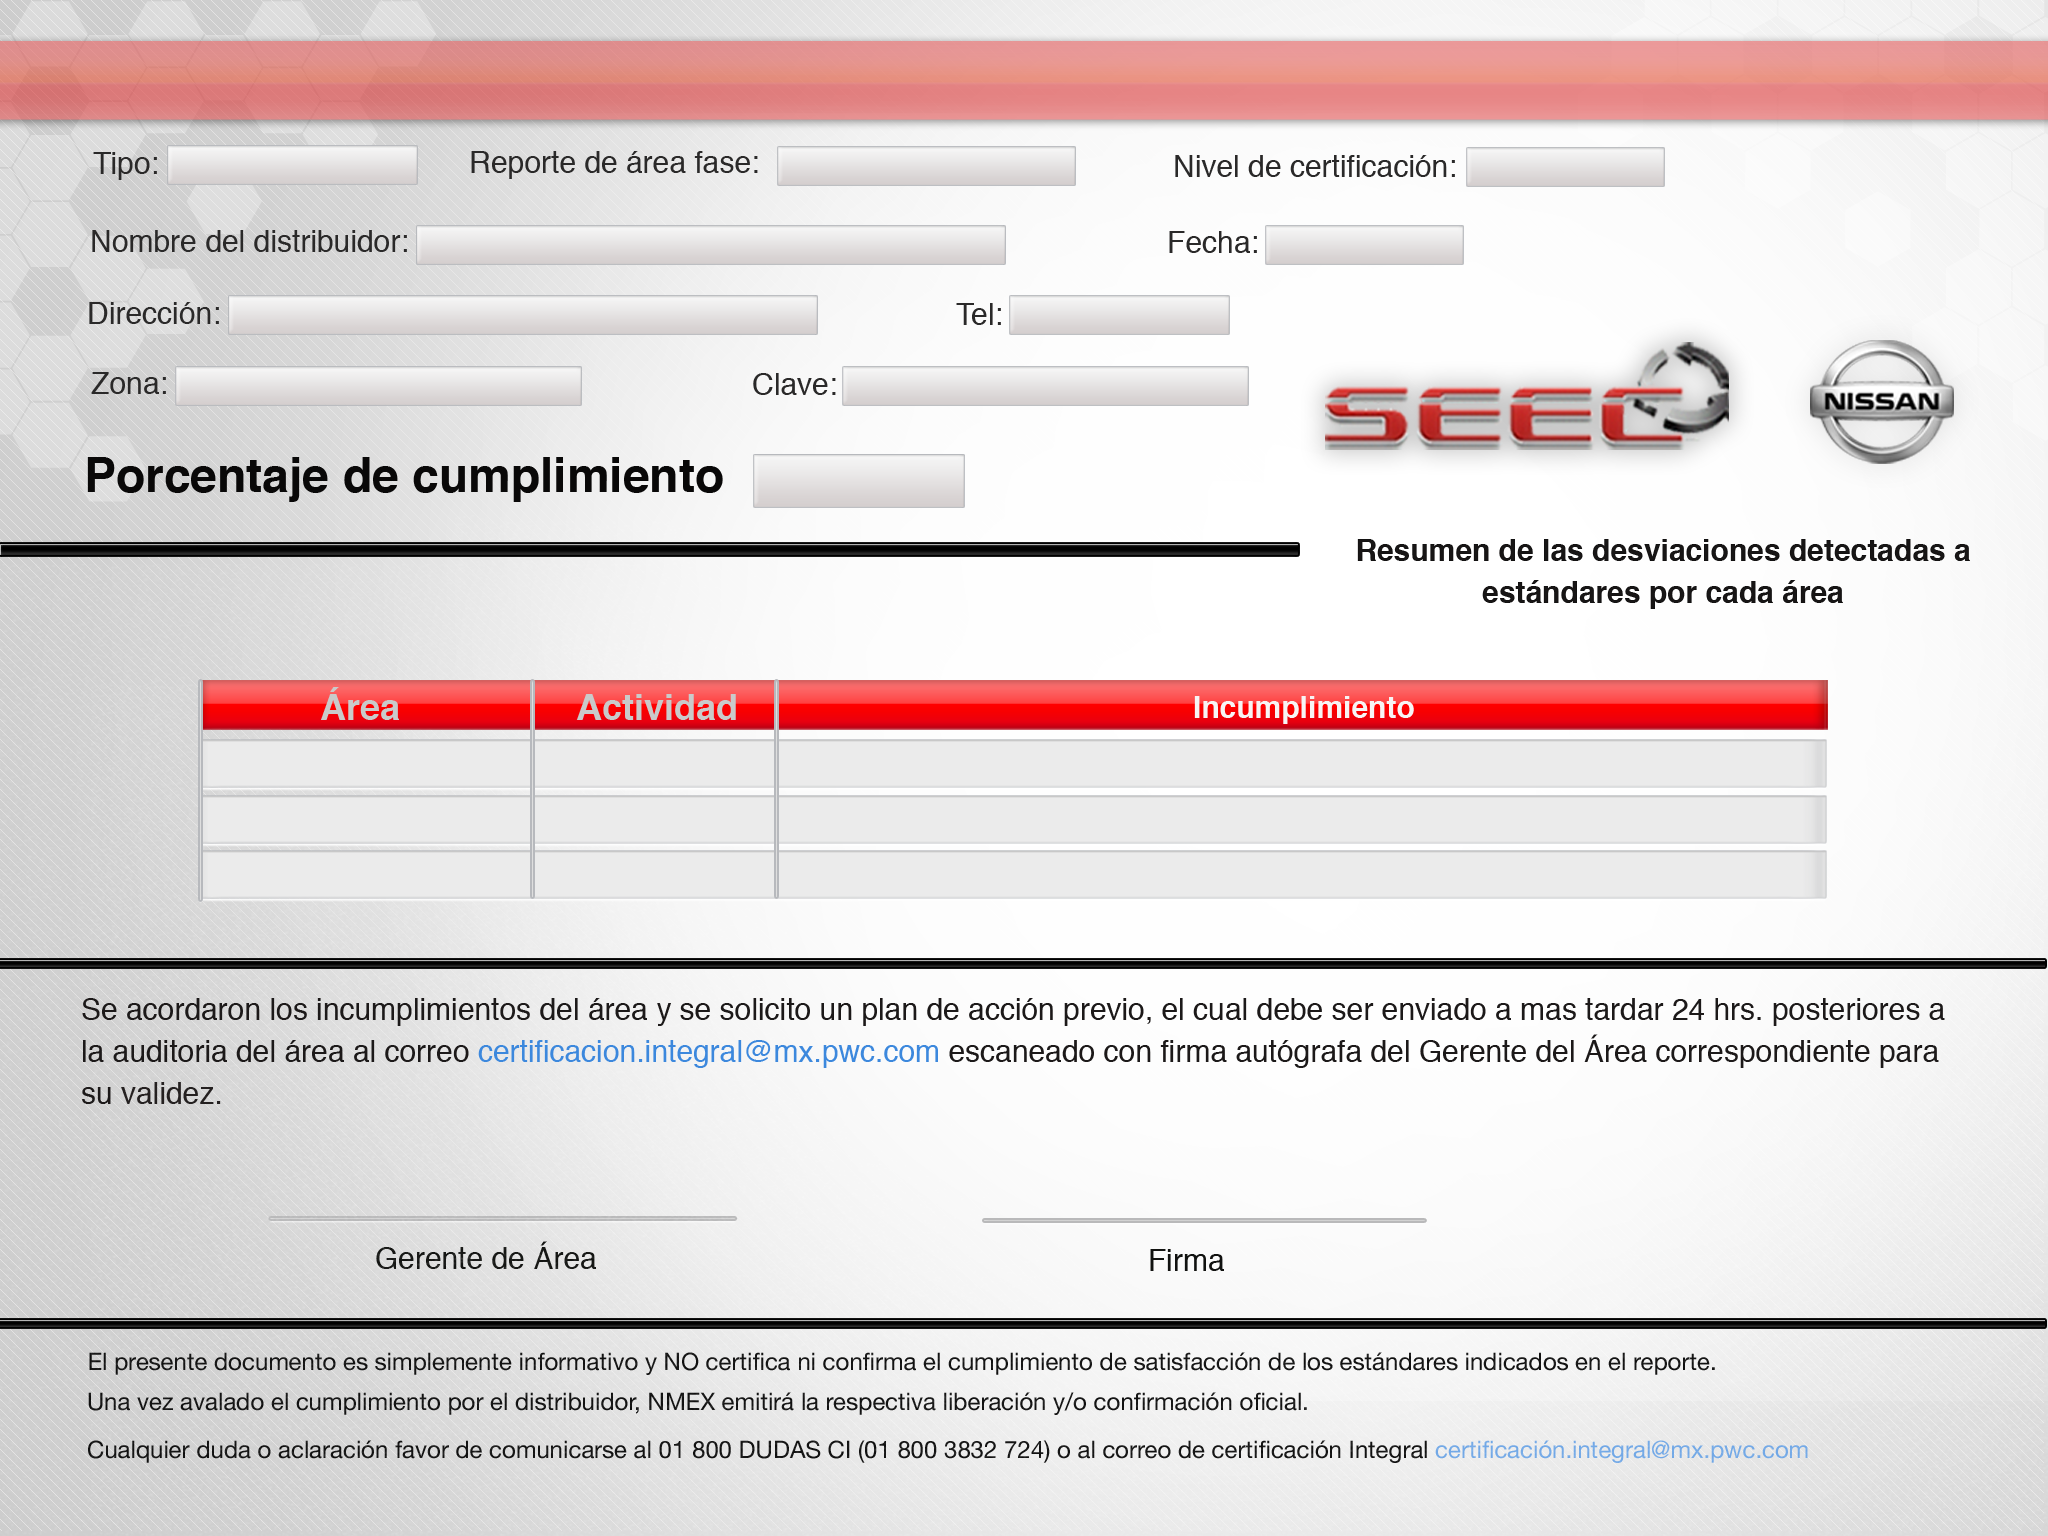 Tipo: Reporte de área fase: Nivel de certificación:
Nombre del distribuidor: Fecha:
Dirección: Tel:
Zona: Clave:
SEEC NISSAN
Porcentaje de cumplimiento
Resumen de las desviaciones detectadas a
estándares por cada área
Área Actividad Incumplimiento
Se acordaron los incumplimientos del área y se solicito un plan de acción previo, el cual debe ser enviado a mas tardar 24 hrs. posteriores a
la auditoria del área al correo certificacion.integral@mx.pwc.com escaneado con firma autógrafa del Gerente del Área correspondiente para
su validez.
Gerente de Área Firma
El presente documento es simplemente informativo y NO certifica ni confirma el cumplimiento de satisfacción de los estándares indicados en el reporte.
Una vez avalado el cumplimiento por el distribuidor, NMEX emitirá la respectiva liberación y/o confirmación oficial.
Cualquier duda o aclaración favor de comunicarse al 01 800 DUDAS CI (01 800 3832 724) o al correo de certificación Integral certificación.integral@mx.pwc.com